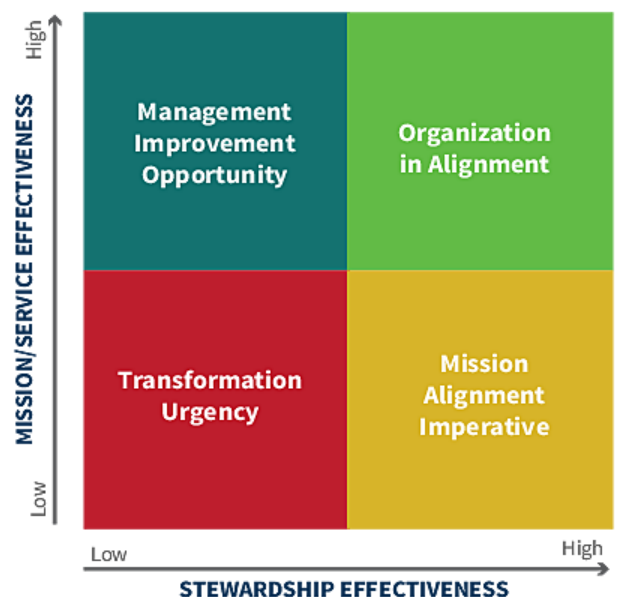 High
MISSION/SERVICE EFFECTIVENESS
Low
Management
Improvement
Opportunity
Organization
in Alignment
Transformation
Urgency
Mission
Alignment
Imperative
Low
High
STEWARDSHIP EFFECTIVENESS